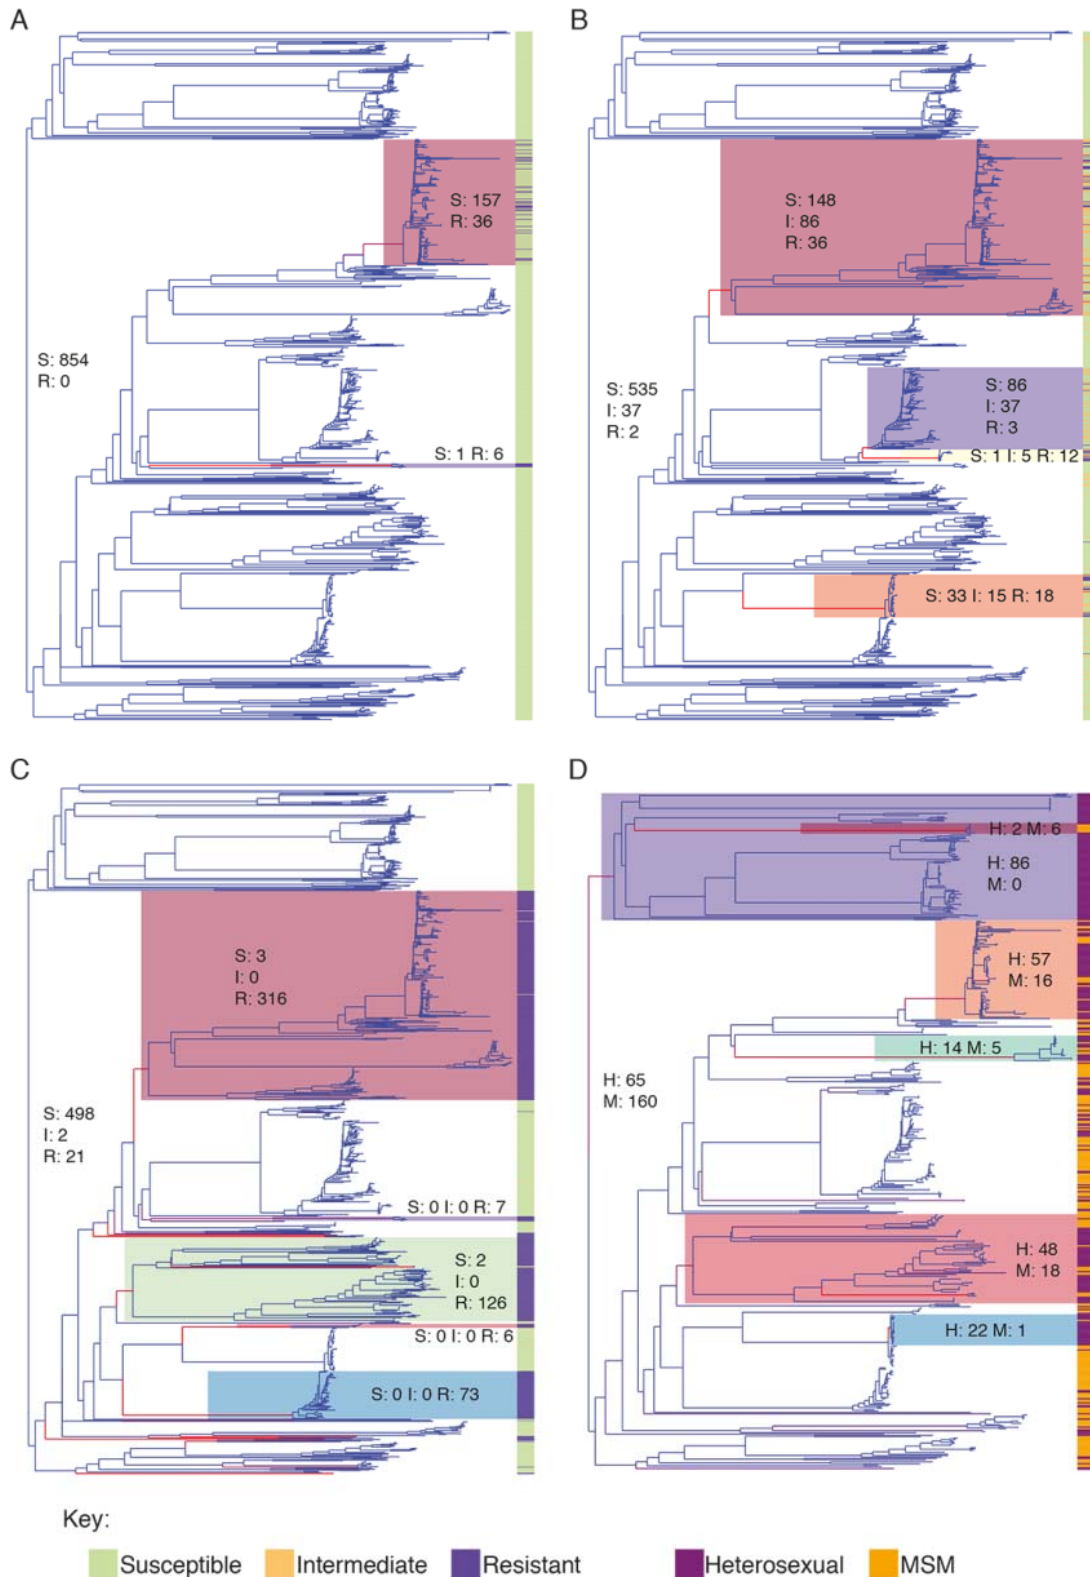 A
S: 157
R: 36
S: 854
R: 0
S: 1 R: 6
B
S: 148
I: 86
R: 36
S: 535
I: 37
R: 2
S: 86
I: 37
R: 3
S: 1 I: 5 R: 12
S: 33 I: 15 R: 18
C
S: 3
I: 0
R: 316
S: 498
I: 2
R: 21
S: 0 I: 0 R: 7
S: 2
I: 0
R: 126
S: 0 I: 0 R: 6
S: 0 I: 0 R: 73
D
H: 2 M: 6
H: 86
M: 0
H: 57
M: 16
H: 14 M: 5
H: 65
M: 160
H: 48
M: 18
H: 22 M: 1
Key:
Susceptible Intermediate Resistant Heterosexual MSM